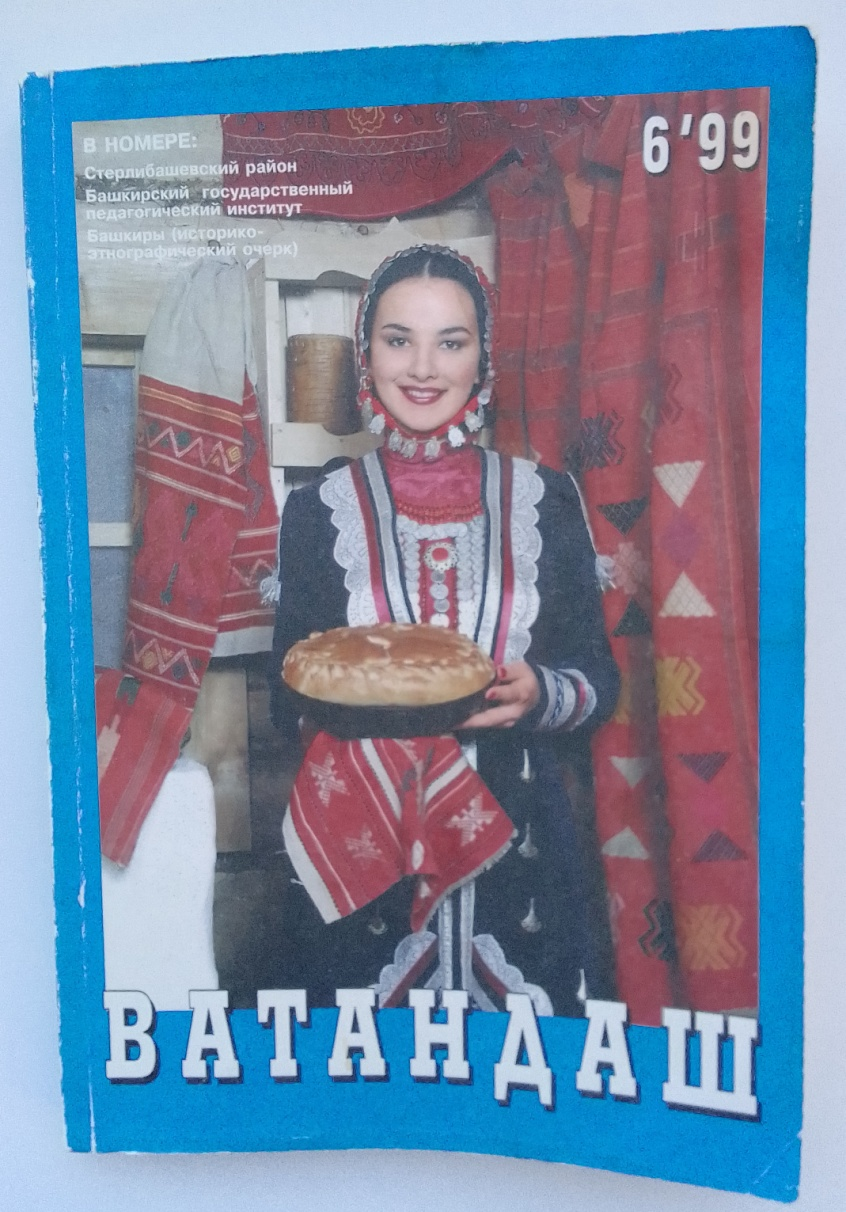 В НОМЕРЕ:
Стерлибашевский район
Башкирский государственный
педагогический институт
Башкиры (историко-
этнографический очерк)
6'99
ВАТАНДАШ